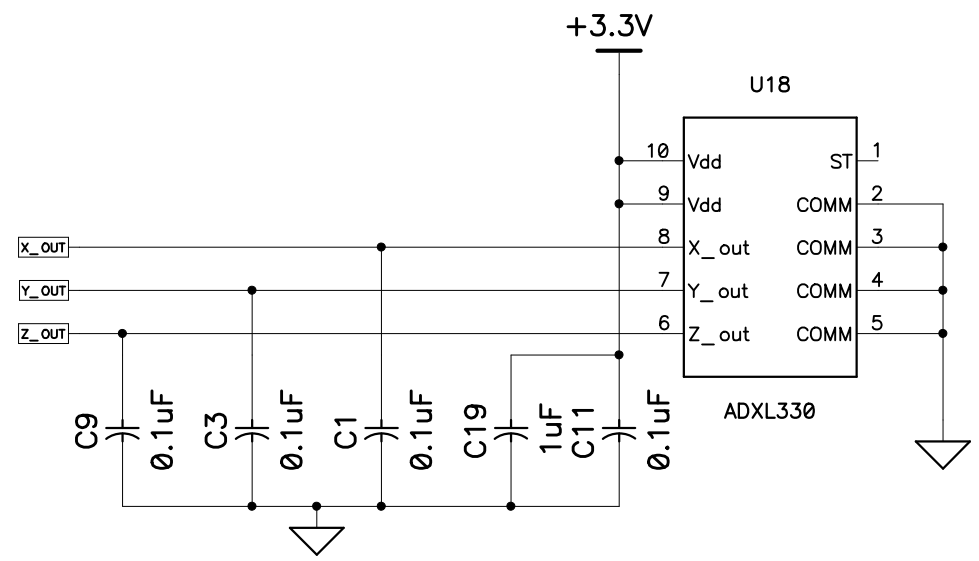 +3.3V
U18
10 Vdd ST 1
9 Vdd COMM 2
X_OUT 8 X_out COMM 3
Y_OUT 7 Y_out COMM 4
Z_OUT 6 Z_out COMM 5
ADXL330
C9 0.1uF C3 0.1uF C1 0.1uF C19 1uF C11 0.1uF